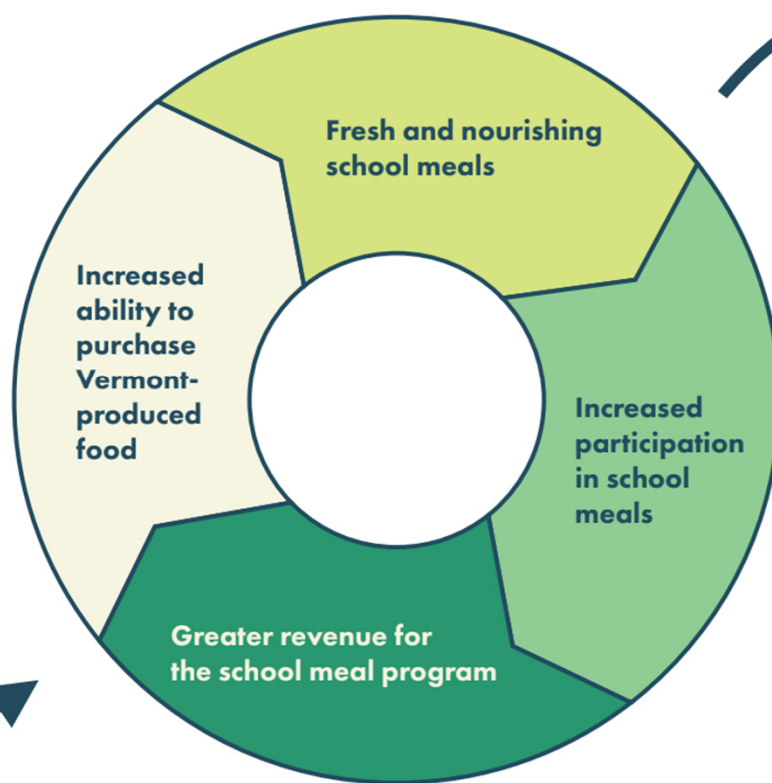 Fresh and nourishing
school meals
Increased
participation
in school
meals
Greater revenue for
the school meal program
Increased
ability to
purchase
Vermont-
produced
food